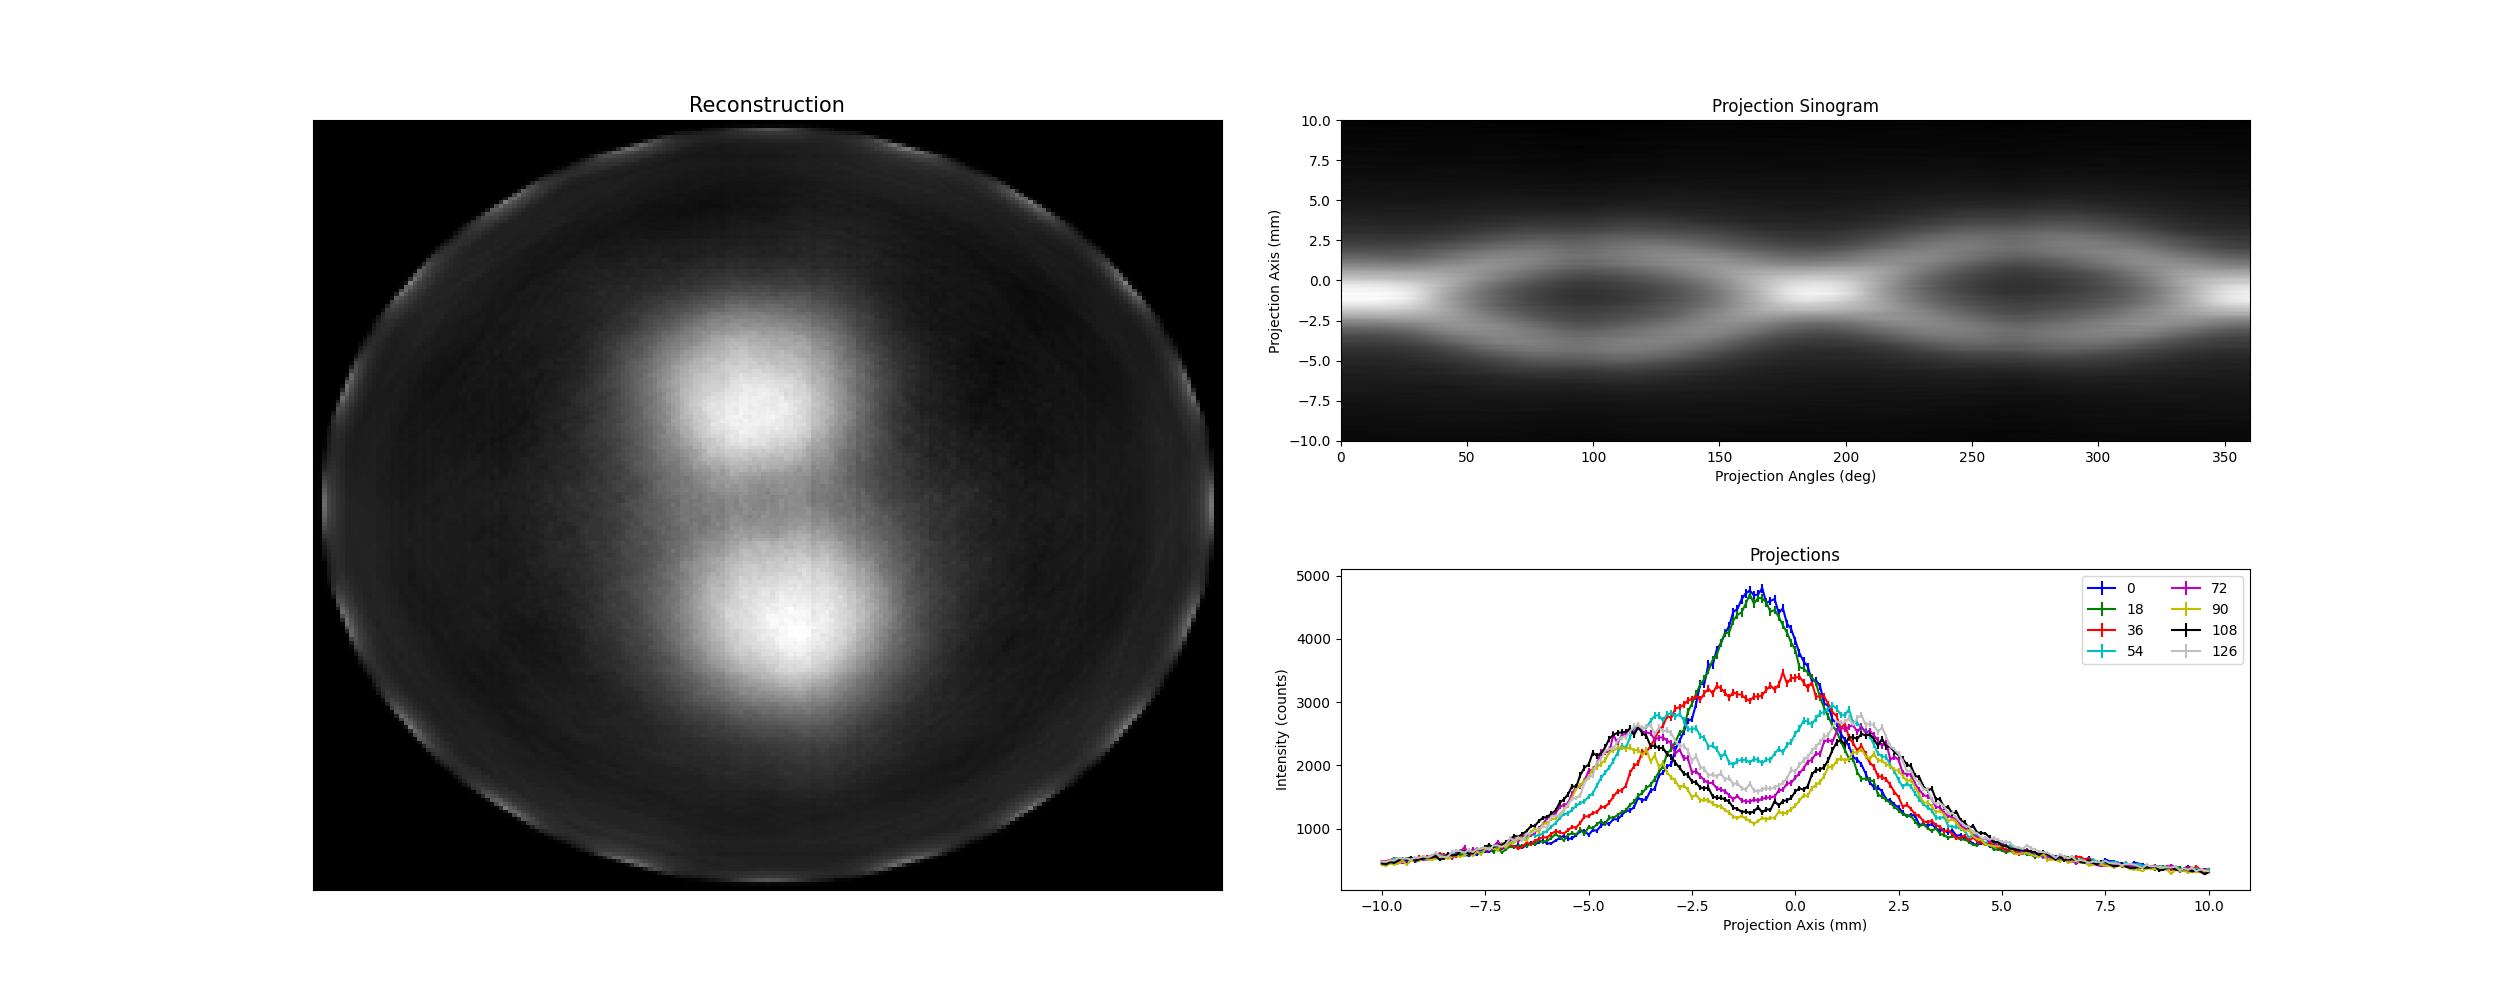 Reconstruction
Projection Sinogram
10.0
7.5
5.0
2.5
0.0
−2.5
−5.0
−7.5
−10.0
Projection Axis (mm)
0 50 100 150 200 250 300 350
Projection Angles (deg)
Projections
5000
4000
3000
2000
1000
Intensity (counts)
0 72
18 90
36 108
54 126
−10.0 −7.5 −5.0 −2.5 0.0 2.5 5.0 7.5 10.0
Projection Axis (mm)